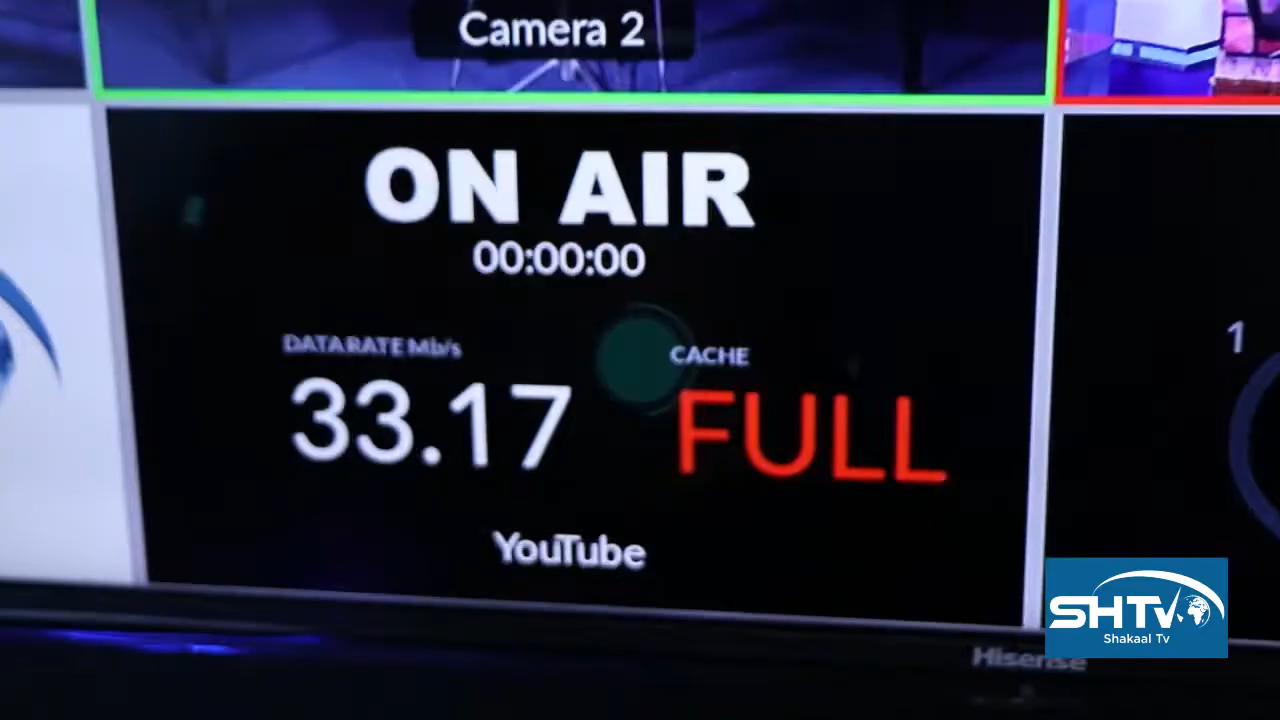 Camera 2
ON AIR
00:00:00
DATARATE Mb/s
CACHE
33.17
FULL
1
YouTube
SHTV
Shakaal Tv
Hisense